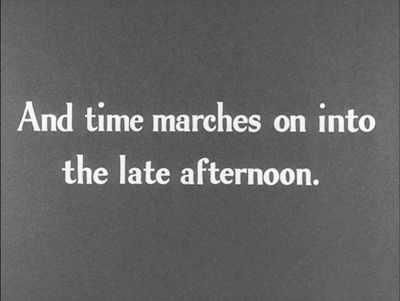 And time marches on into
the late afternoon.